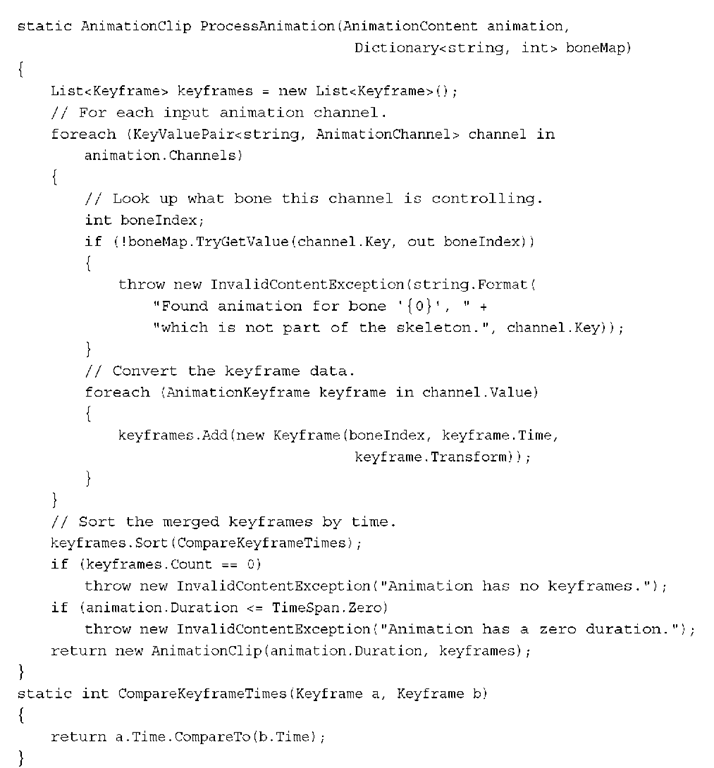 static AnimationClip ProcessAnimation(AnimationContent animation,
Dictionary<string, int> boneMap)
{
List<Keyframe> keyframes = new List<Keyframe>();
// For each input animation channel.
foreach (KeyValuePair<string, AnimationChannel> channel in
animation.Channels)
{
// Look up what bone this channel is controlling.
int boneIndex;
if (!boneMap.TryGetValue(channel.Key, out boneIndex))
{
throw new InvalidContentException(string.Format(
"Found animation for bone '{0}', " +
"which is not part of the skeleton.", channel.Key));
}
// Convert the keyframe data.
foreach (AnimationKeyframe keyframe in channel.Value)
{
keyframes.Add(new Keyframe(boneIndex, keyframe.Time,
keyframe.Transform));
}
}
// Sort the merged keyframes by time.
keyframes.Sort(CompareKeyframeTimes);
if (keyframes.Count == 0)
throw new InvalidContentException("Animation has no keyframes.");
if (animation.Duration <= TimeSpan.Zero)
throw new InvalidContentException("Animation has a zero duration.");
return new AnimationClip(animation.Duration, keyframes);
}
static int CompareKeyframeTimes(Keyframe a, Keyframe b)
{
return a.Time.CompareTo(b.Time);
}